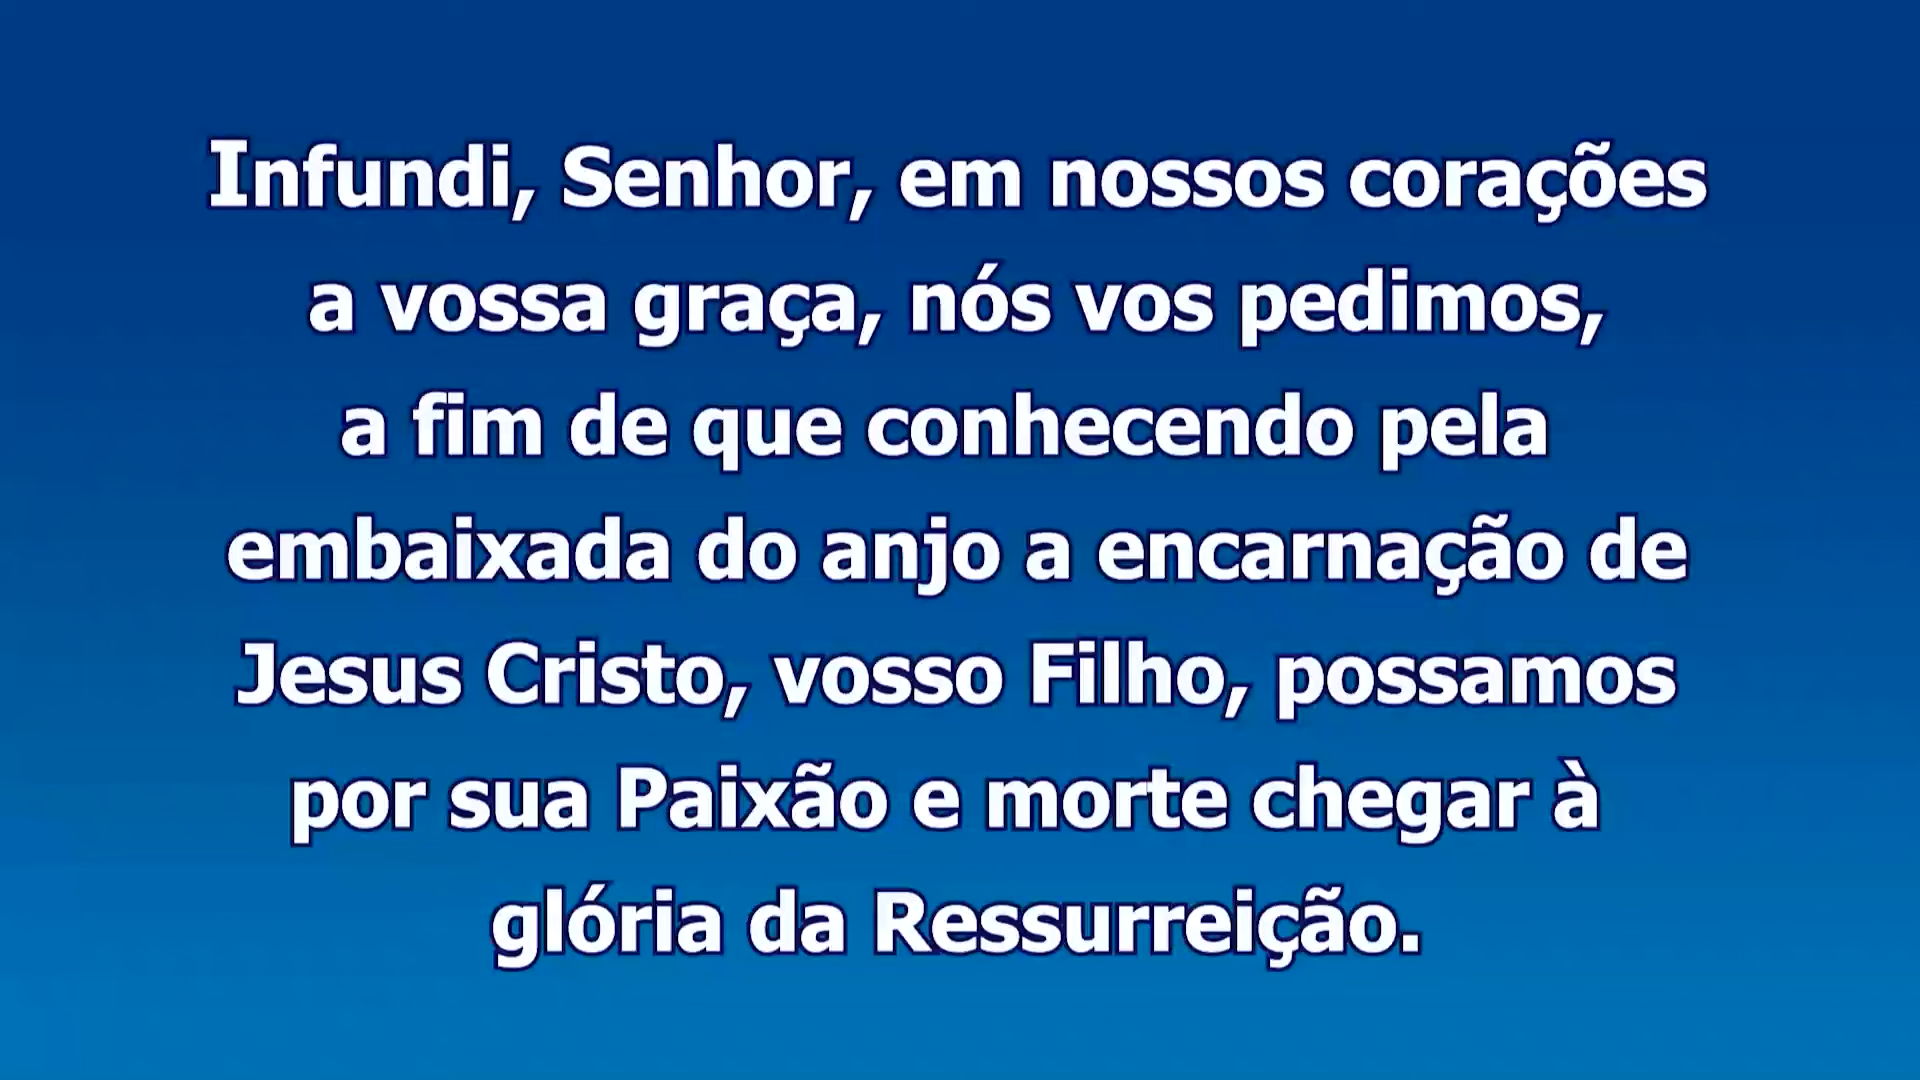 Infundi, Senhor, em nossos corações
a vossa graça, nós vos pedimos,
a fim de que conhecendo pela
embaixada do anjo a encarnação de
Jesus Cristo, vosso Filho, possamos
por sua Paixão e morte chegar à
glória da Ressurreição.